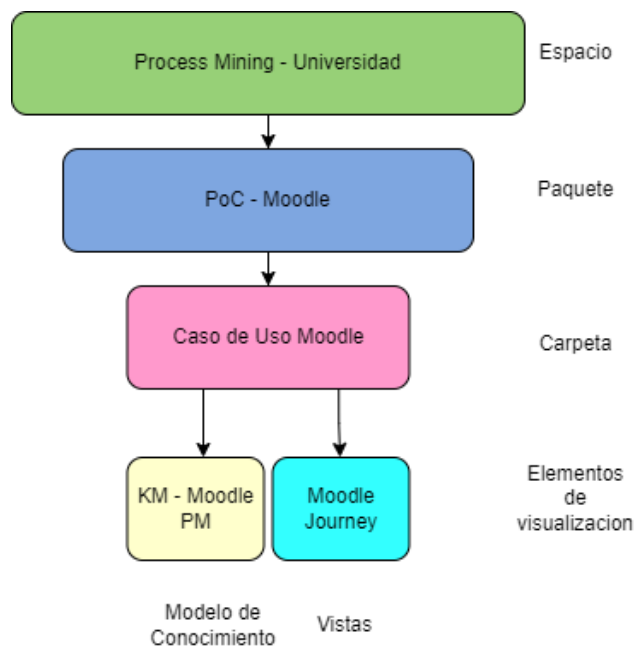 Process Mining - Universidad
Espacio
PoC - Moodle
Paquete
Caso de Uso Moodle
Carpeta
KM - Moodle
PM
Moodle
Journey
Elementos
de
visualizacion
Modelo de
Conocimiento
Vistas